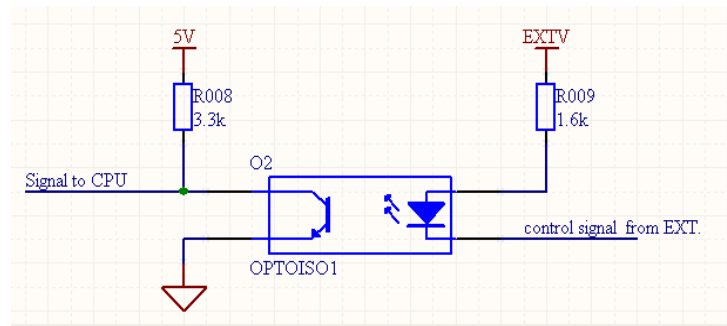 5V
EXTV
R008
3.3k
R009
1.6k
O2
Signal to CPU
control signal from EXT.
OPTOISO1